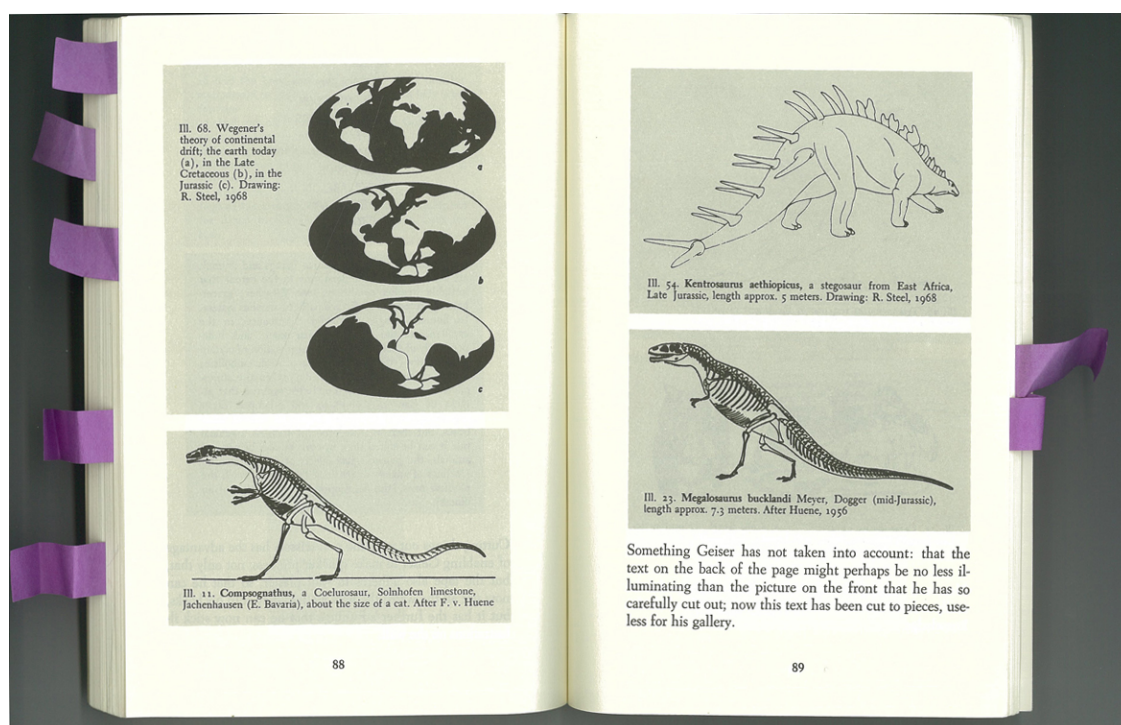 Ill. 68. Wegener's
theory of continental
drift; the earth today
(a), in the Late
Cretaceous (b), in the
Jurassic (c). Drawing:
R. Steel, 1968
a
b
c
Ill. 11. Compsognathus, a Coelurosaur, Solnhofen limestone,
Jachenhausen (E. Bavaria), about the size of a cat. After F. v. Huene
88
Ill. 54. Kentrosaurus aethiopicus, a stegosaur from East Africa,
Late Jurassic, length approx. 5 meters. Drawing: R. Steel, 1968
Ill. 23. Megalosaurus bucklandi Meyer, Dogger (mid-Jurassic),
length approx. 7.3 meters. After Huene, 1956
Something Geiser has not taken into account: that the
text on the back of the page might perhaps be no less il-
luminating than the picture on the front that he has so
carefully cut out; now this text has been cut to pieces, use-
less for his gallery.
89